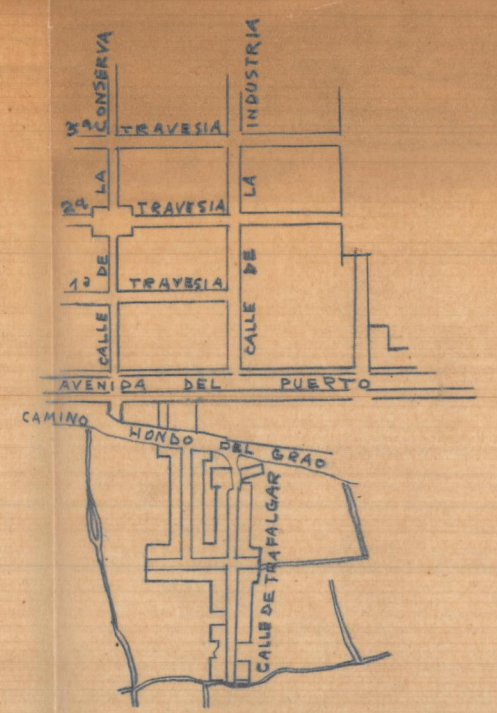 CALLE DE LA CONSERVA
CALLE DE LA INDUSTRIA
3ª TRAVESIA
2ª TRAVESIA
1ª TRAVESIA
AVENIDA DEL PUERTO
CAMINO HONDO DEL GRAO
CALLE DE TRAFALGAR